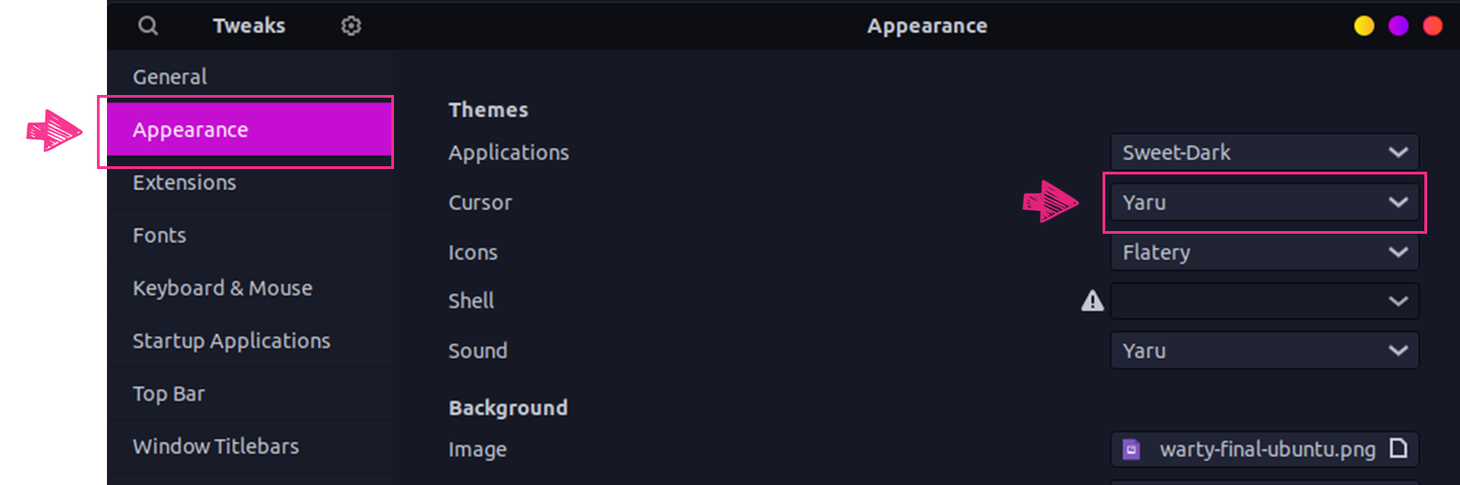 Tweaks
Appearance
General
Appearance
Extensions
Fonts
Keyboard & Mouse
Startup Applications
Top Bar
Window Titlebars
Themes
Applications Sweet-Dark
Cursor Yaru
Icons Flatery
Shell
Sound Yaru
Background
Image warty-final-ubuntu.png